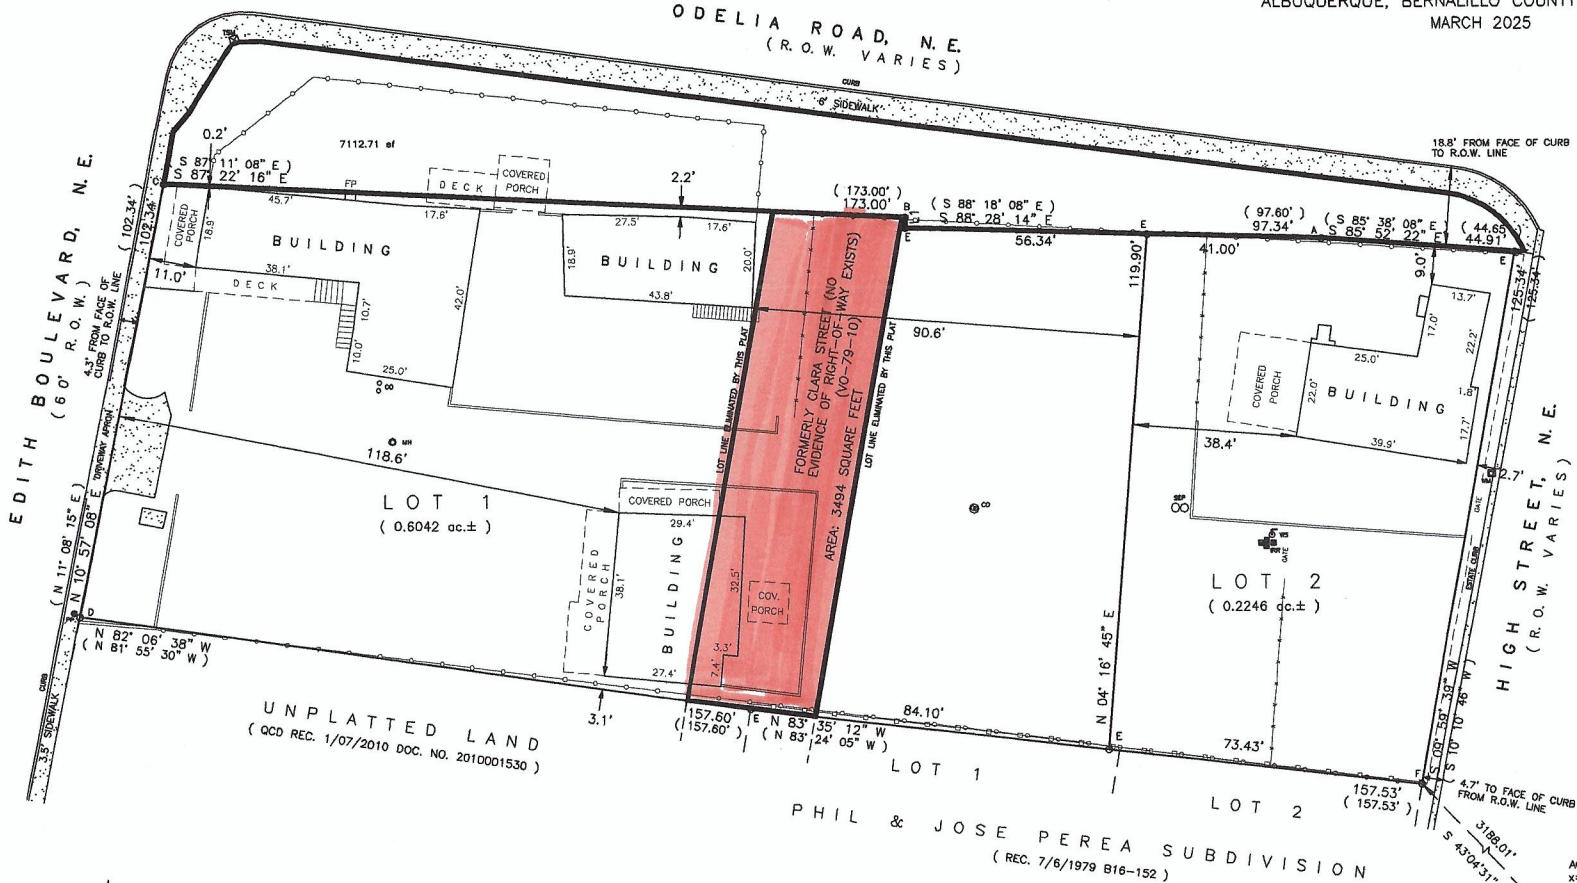 ALBUQUERQUE, BERNALILLO COUNTY
MARCH 2025
ODELIA ROAD, N. E.
( R. O. W. VARIES )
CURB
6' SIDEWALK
18.8' FROM FACE OF CURB
TO R.O.W. LINE
0.2'
7112.71 sf
( S 87° 11' 08" E )
S 87° 22' 16" E
FP
DECK
COVERED
PORCH
2.2'
( 173.00' )
173.00'
B
( S 88° 18' 08" E )
S 88° 28' 14" E
E
56.34'
( 97.60' )
97.34'
A
( S 85° 38' 08" E )
S 85° 52' 22" E
( 44.65' )
44.91'
E
41.00'
9.0'
C
EDITH BOULEVARD, N. E.
( 60' R. O. W. )
4.3' FROM FACE OF
CURB TO R.O.W. LINE
( 102.34' )
102.34'
COVERED
PORCH
18.9'
45.7'
17.6'
BUILDING
38.1'
11.0'
DECK
10.7'
10.0'
25.0'
42.0'
27.5'
17.6'
18.9'
BUILDING
20.0'
43.8'
LOT LINE ELIMINATED BY THIS PLAT
FORMERLY CLARA STREET (NO
EVIDENCE OF RIGHT-OF-WAY EXISTS)
(VO-79-10)
AREA: 3494 SQUARE FEET
LOT LINE ELIMINATED BY THIS PLAT
90.6'
119.90'
N 04° 16' 45" E
13.7'
17.0'
22.2'
25.0'
COVERED
PORCH
22.0'
BUILDING
1.8'
17.7'
39.9'
38.4'
125.34'
( 125.34' )
2.7'
HIGH STREET, N. E.
( R. O. W. VARIES )
GATE
CO
MH
118.6'
DRIVEWAY APRON
LOT 1
( 0.6042 ac.± )
COVERED PORCH
29.4'
COVERED
PORCH
38.1'
BUILDING
32.5'
COV.
PORCH
3.3'
7.4'
27.4'
CO
SEP
GATE
LOT 2
( 0.2246 ac.± )
( N 11° 08' 15" E )
N 10° 57' 08" E
D
N 82° 06' 38" W
( N 81° 55' 30" W )
CURB
3.5' SIDEWALK
UNPLATTED LAND
( QCD REC. 1/07/2010 DOC. NO. 2010001530 )
3.1'
157.60'
( 157.60' )
E
N 83° 35' 12" W
( N 83° 24' 05" W )
84.10'
E
73.43'
S 09° 59' 39" W
( S 10° 10' 46" W )
F
4.7' TO FACE OF CURB
FROM R.O.W. LINE
157.53'
( 157.53' )
LOT 1
LOT 2
PHIL & JOSE PEREA SUBDIVISION
( REC. 7/6/1979 B16-152 )
3188.01'
S 43°04'31"